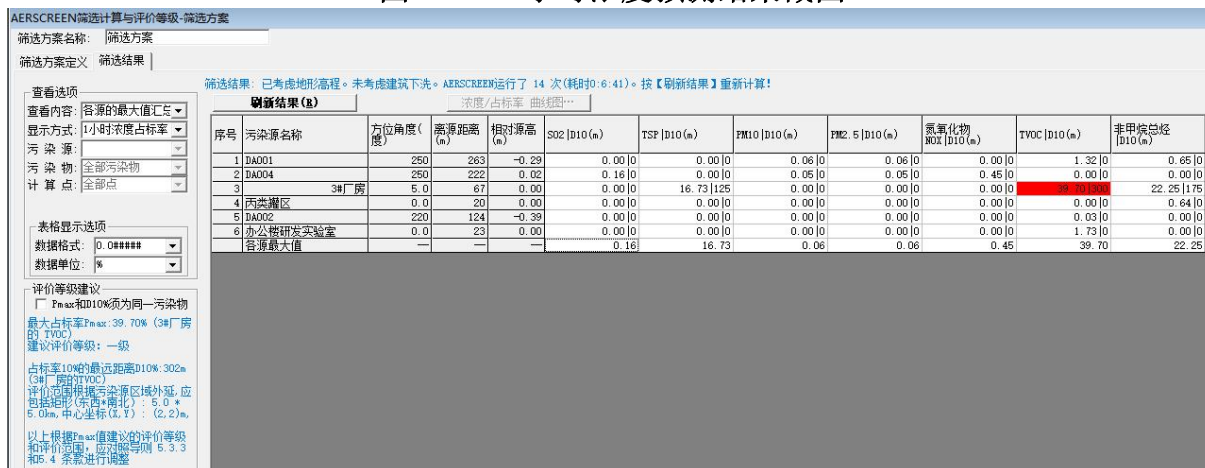 AERSCREEN筛选计算与评价等级-筛选方案
筛选方案名称: 筛选方案
筛选方案定义 筛选结果
筛选结果: 已考虑地形高程。未考虑建筑下洗。AERSCREEN运行了 14 次(耗时0:6:41)。按【刷新结果】重新计算!
查看选项
刷新结果(R) 浓度/占标率 曲线图…
查看内容: 各源的最大值汇总
显示方式: 1小时浓度占标率
污 染 源:
污 染 物: 全部污染物
计 算 点: 全部点
表格显示选项
数据格式: 0.0#####
数据单位: %
序号 污染源名称 方位角度(度) 离源距离(m) 相对源高(m) SO2|D10(m) TSP|D10(m) PM10|D10(m) PM2.5|D10(m) 氮氧化物NOX|D10(m) TVOC|D10(m) 非甲烷总烃|D10(m)
1 DA001 250 263 -0.29 0.00|0 0.00|0 0.06|0 0.06|0 0.00|0 1.32|0 0.65|0
2 DA004 250 222 0.02 0.16|0 0.00|0 0.05|0 0.05|0 0.45|0 0.00|0 0.00|0
3 3#厂房 5.0 67 0.00 0.00|0 16.73|125 0.00|0 0.00|0 0.00|0 39.70|300 22.25|175
4 丙类罐区 0.0 20 0.00 0.00|0 0.00|0 0.00|0 0.00|0 0.00|0 0.00|0 0.64|0
5 DA002 220 124 -0.39 0.00|0 0.00|0 0.00|0 0.00|0 0.00|0 0.03|0 0.00|0
6 办公楼研发实验室 0.0 23 0.00 0.00|0 0.00|0 0.00|0 0.00|0 0.00|0 1.73|0 0.00|0
各源最大值 — — — 0.16 16.73 0.06 0.06 0.45 39.70 22.25
评价等级建议
Pmax和D10%须为同一污染物
最大占标率Pmax:39.70% (3#厂房
的 TVOC)
建议评价等级: 一级
占标率10%的最远距离D10%:302m
(3#厂房的TVOC)
评价范围根据污染源区域外延,应
包括矩形(东西*南北): 5.0 *
5.0km,中心坐标(X,Y): (2,2)m,
以上根据Pmax值建议的评价等级
和评价范围,应对照导则 5.3.3
和5.4 条款进行调整